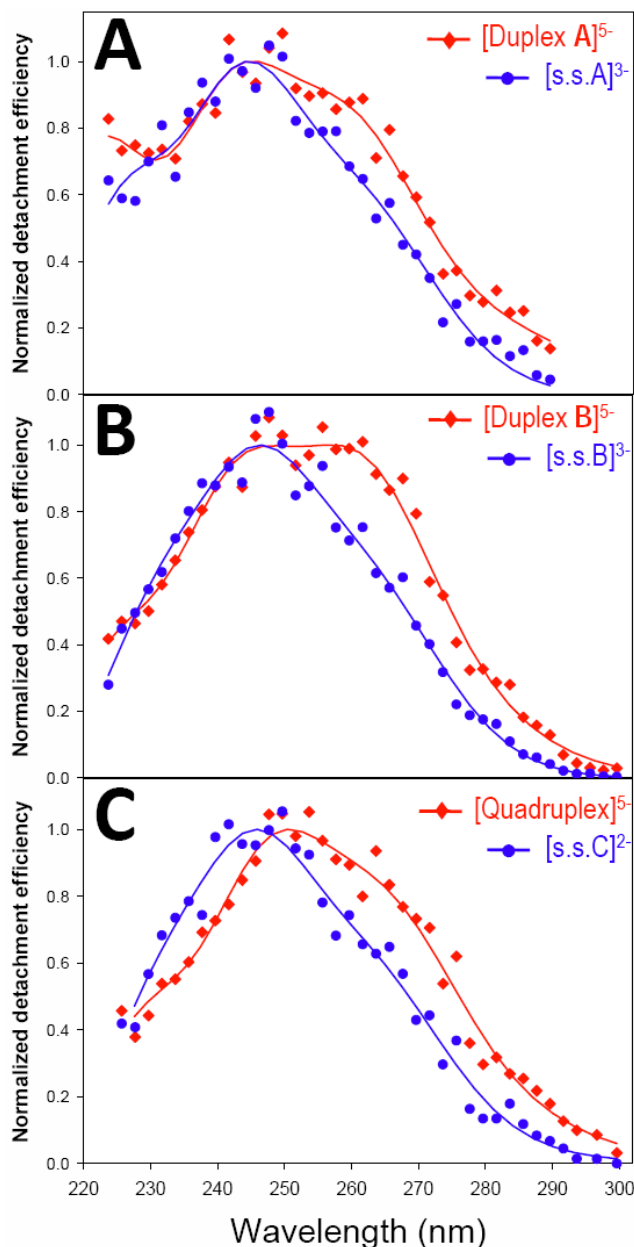 A
[Duplex A]5-
[s.s.A]3-
Normalized detachment efficiency
1.0
0.8
0.6
0.4
0.2
0.0
B
[Duplex B]5-
[s.s.B]3-
Normalized detachment efficiency
1.0
0.8
0.6
0.4
0.2
0.0
C
[Quadruplex]5-
[s.s.C]2-
Normalized detachment efficiency
1.0
0.8
0.6
0.4
0.2
0.0
220 230 240 250 260 270 280 290 300
Wavelength (nm)